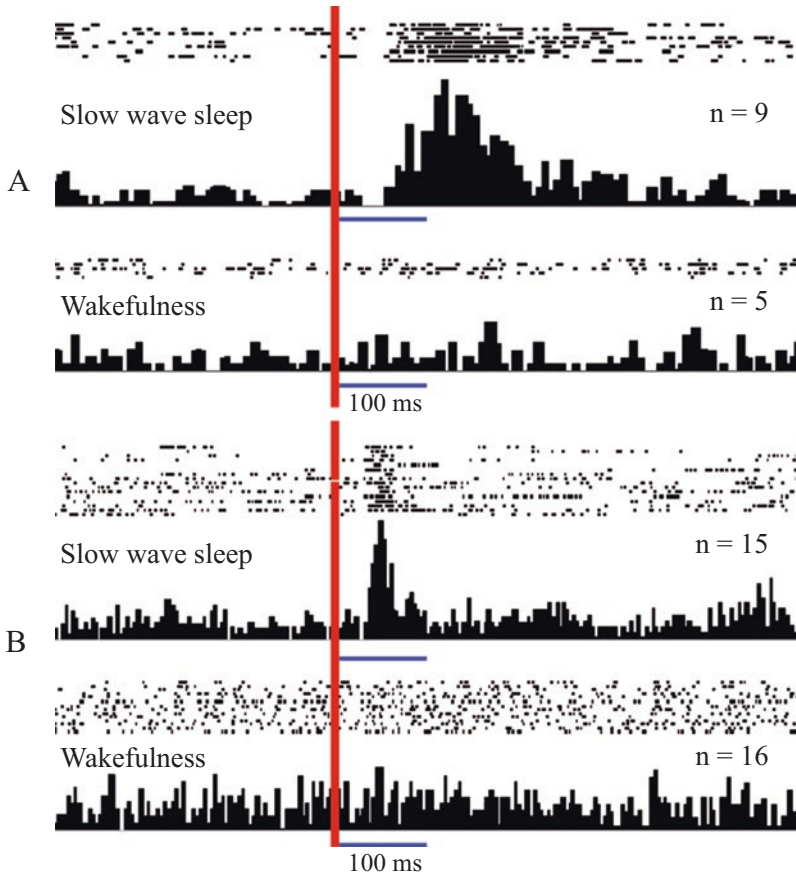 Slow wave sleep
n = 9
A
Wakefulness
n = 5
100 ms
Slow wave sleep
n = 15
B
Wakefulness
n = 16
100 ms